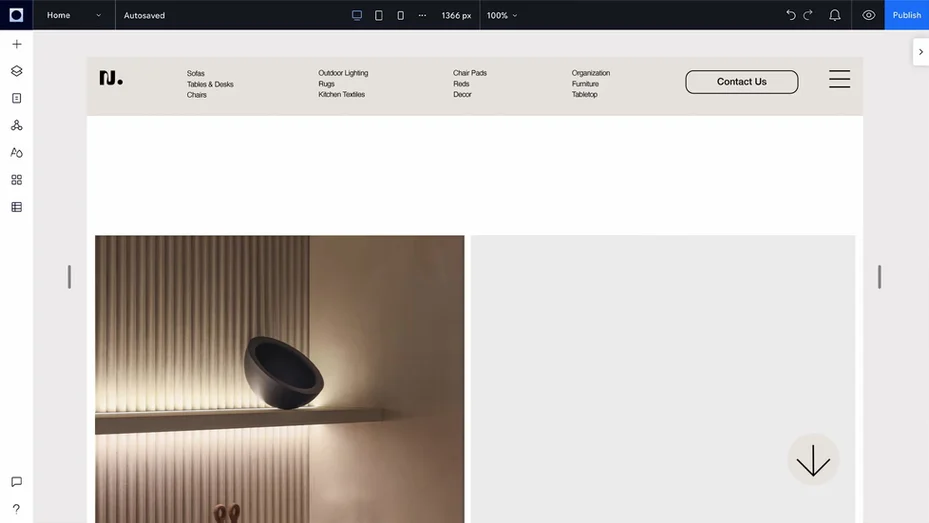 Home
Autosaved
1366 px
100%
Publish
N.
Sofas
Tables & Desks
Chairs
Outdoor Lighting
Rugs
Kitchen Textiles
Chair Pads
Reds
Decor
Organization
Furniture
Tabletop
Contact Us